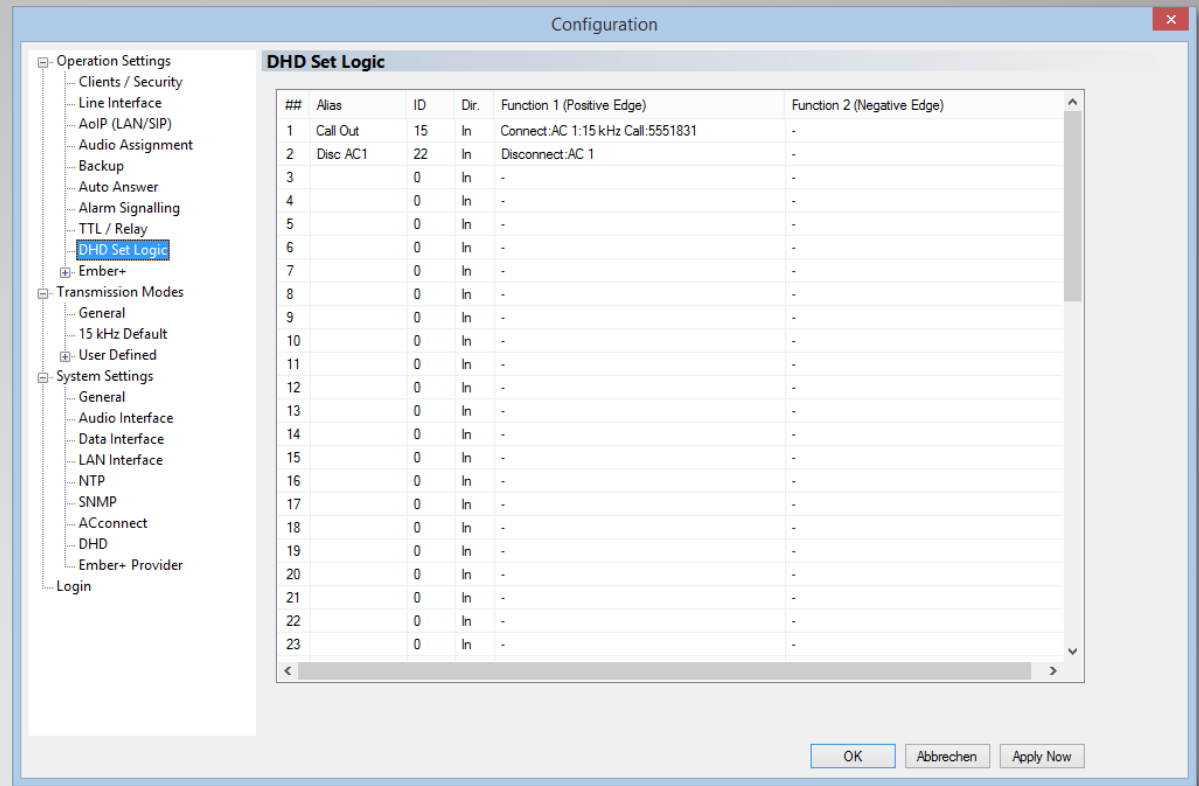 Configuration
Operation Settings
Clients / Security
Line Interface
AoIP (LAN/SIP)
Audio Assignment
Backup
Auto Answer
Alarm Signalling
TTL / Relay
DHD Set Logic
Ember+
Transmission Modes
General
15 kHz Default
User Defined
System Settings
General
Audio Interface
Data Interface
LAN Interface
NTP
SNMP
ACconnect
DHD
Ember+ Provider
Login
DHD Set Logic
## Alias ID Dir. Function 1 (Positive Edge) Function 2 (Negative Edge)
1 Call Out 15 In Connect:AC 1:15 kHz Call:5551831 -
2 Disc AC1 22 In Disconnect:AC 1 -
3 0 In - -
4 0 In - -
5 0 In - -
6 0 In - -
7 0 In - -
8 0 In - -
9 0 In - -
10 0 In - -
11 0 In - -
12 0 In - -
13 0 In - -
14 0 In - -
15 0 In - -
16 0 In - -
17 0 In - -
18 0 In - -
19 0 In - -
20 0 In - -
21 0 In - -
22 0 In - -
23 0 In - -
OK Abbrechen Apply Now